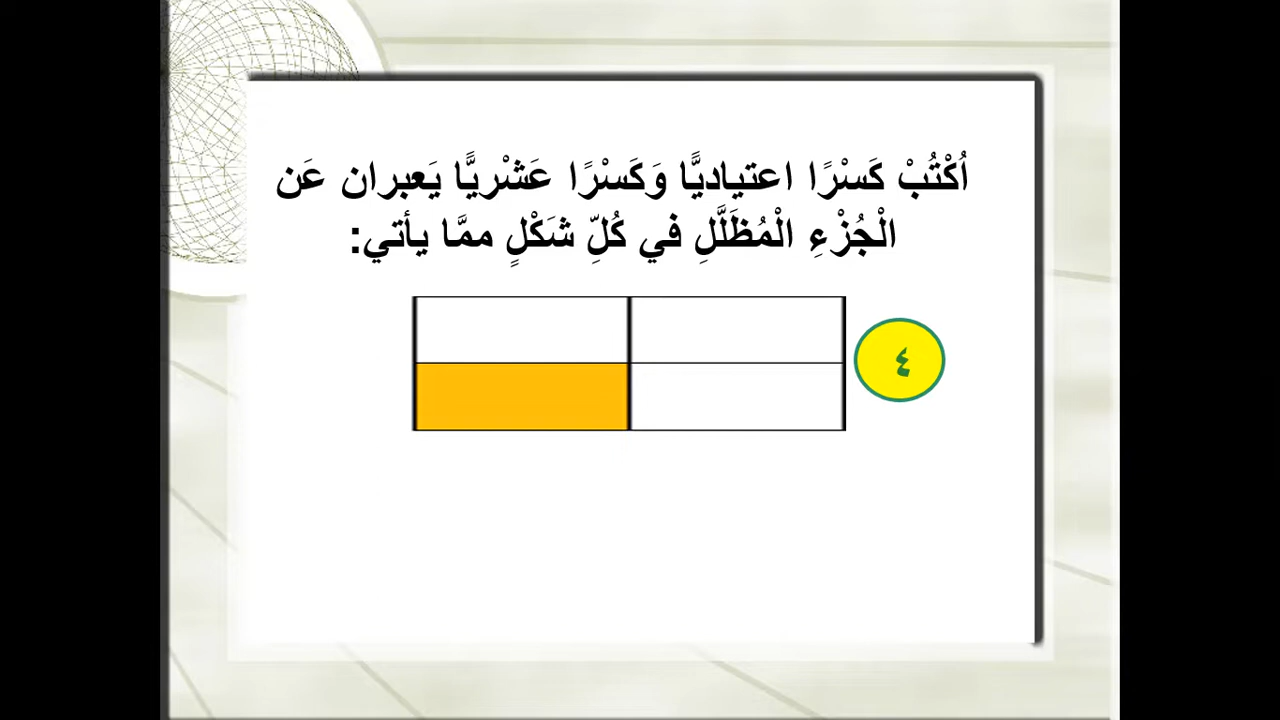 اُكْتُبْ كَسْرًا اعتياديًّا وَكَسْرًا عَشْريًّا يَعبران عَن
الْجُزْءِ الْمُظَلَّلِ في كُلِّ شَكْلٍ ممَّا يأتي:
٤